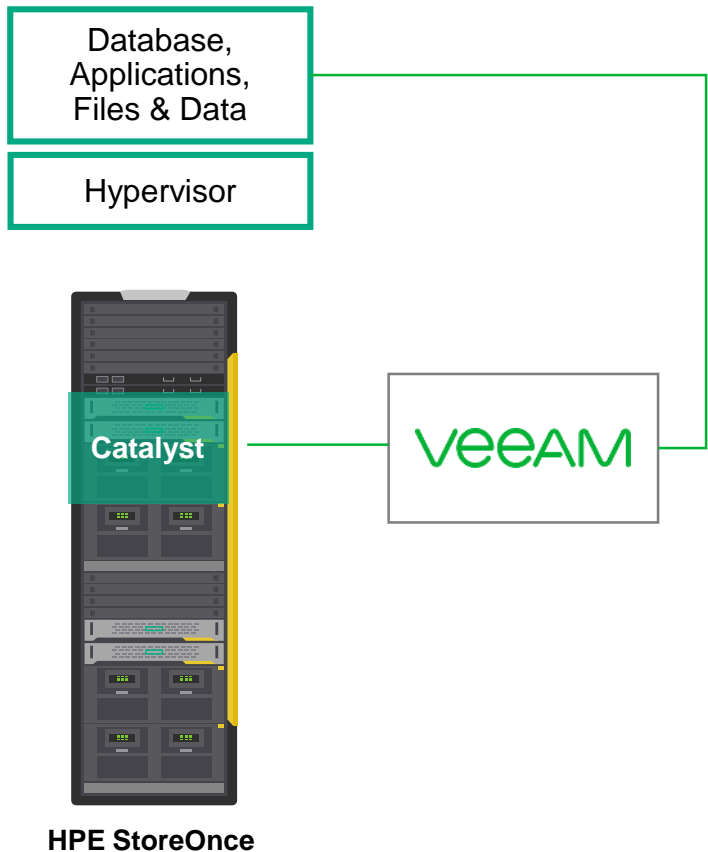 Database,
Applications,
Files & Data
Hypervisor
Catalyst
veeAM
HPE StoreOnce